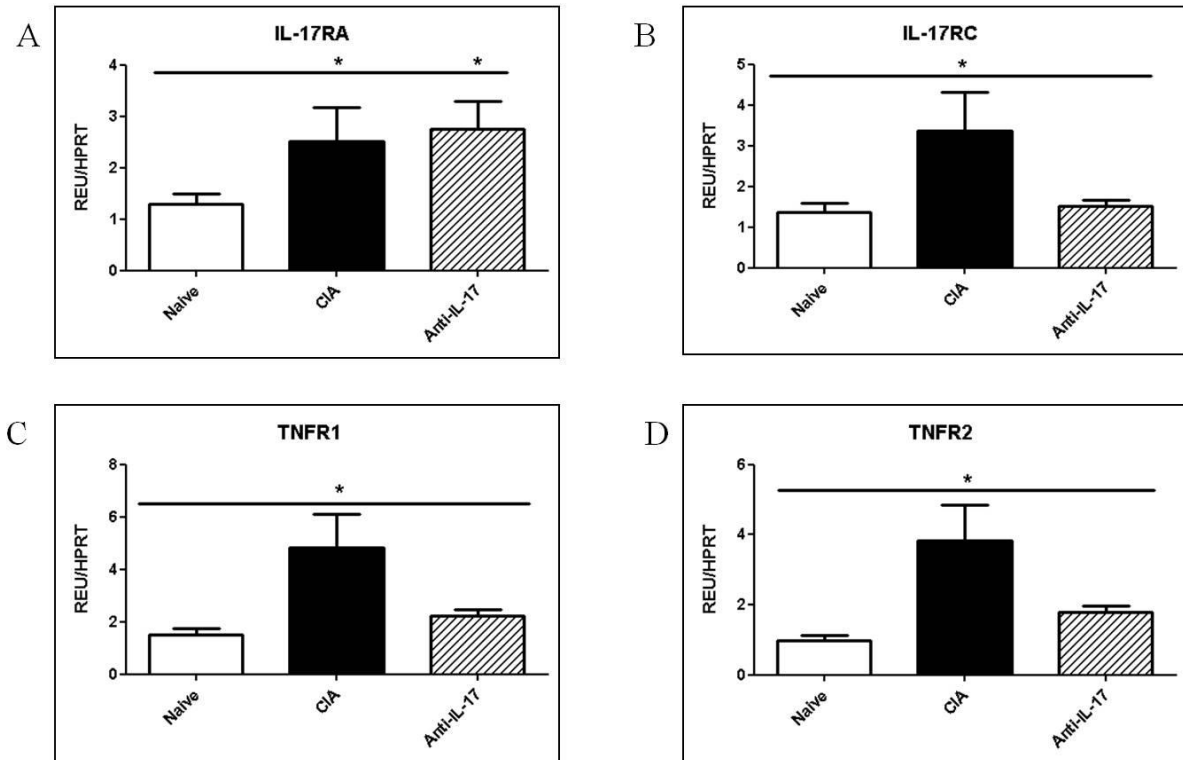 A
IL-17RA
* *
REU/HPRT
4
3
2
1
0
Naive
CIA
Anti-IL-17
B
IL-17RC
*
REU/HPRT
5
4
3
2
1
0
Naive
CIA
Anti-IL-17
C
TNFR1
*
REU/HPRT
8
6
4
2
0
Naive
CIA
Anti-IL-17
D
TNFR2
*
REU/HPRT
6
4
2
0
Naive
CIA
Anti-IL-17